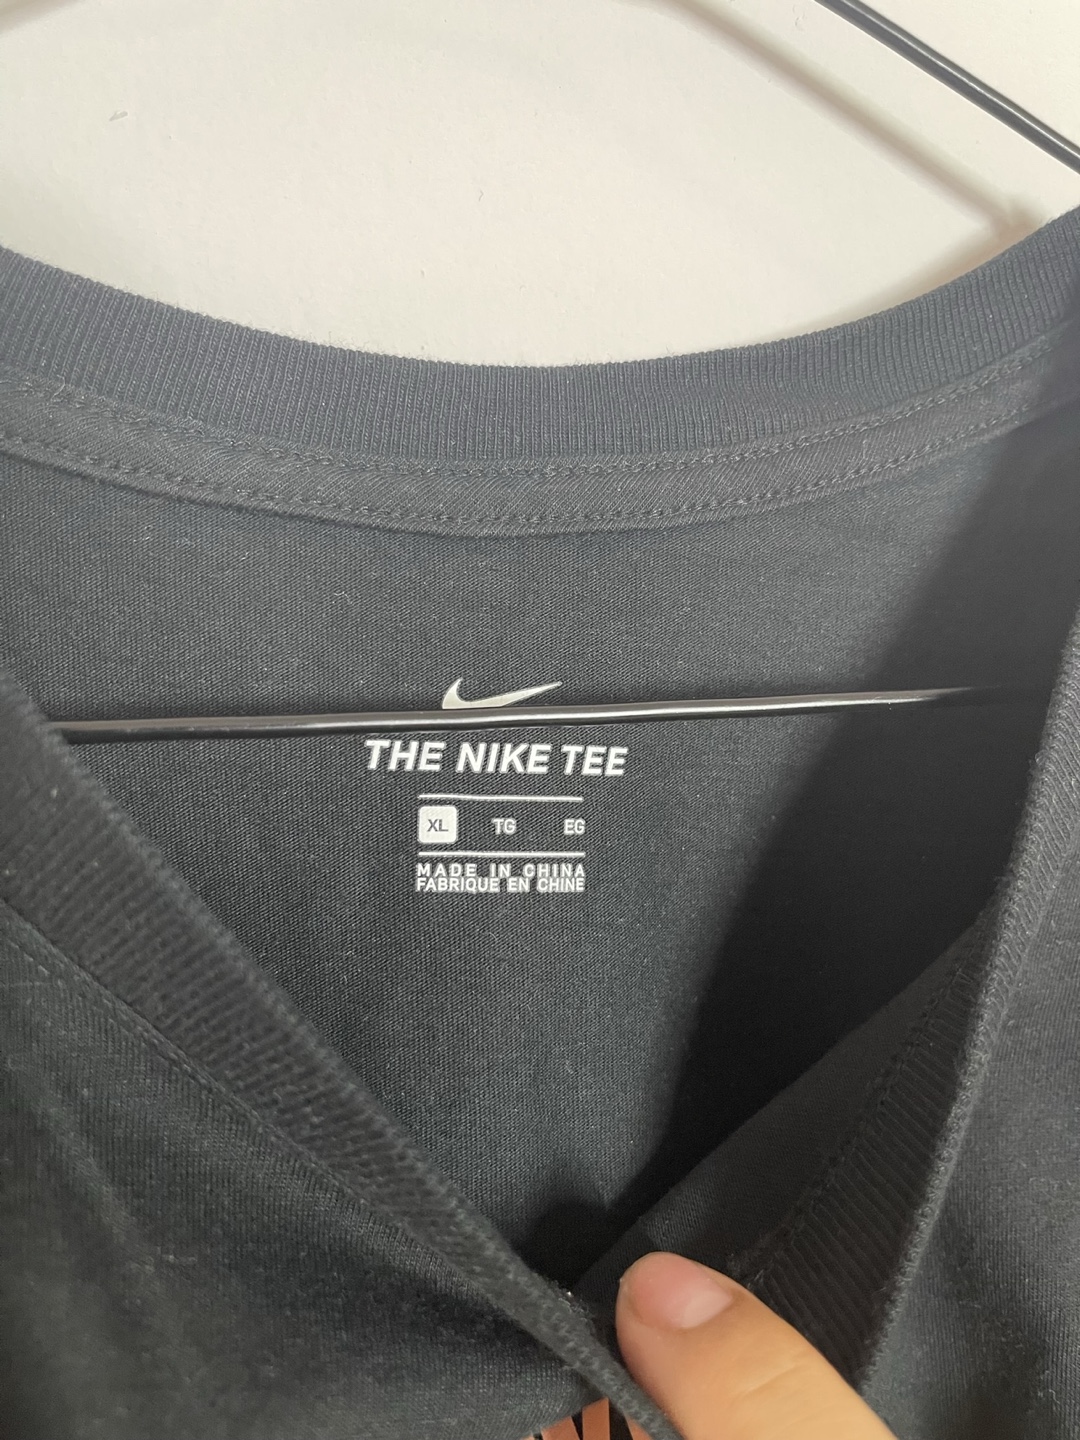 THE NIKE TEE
XL TG EG
MADE IN CHINA
FABRIQUE EN CHINE